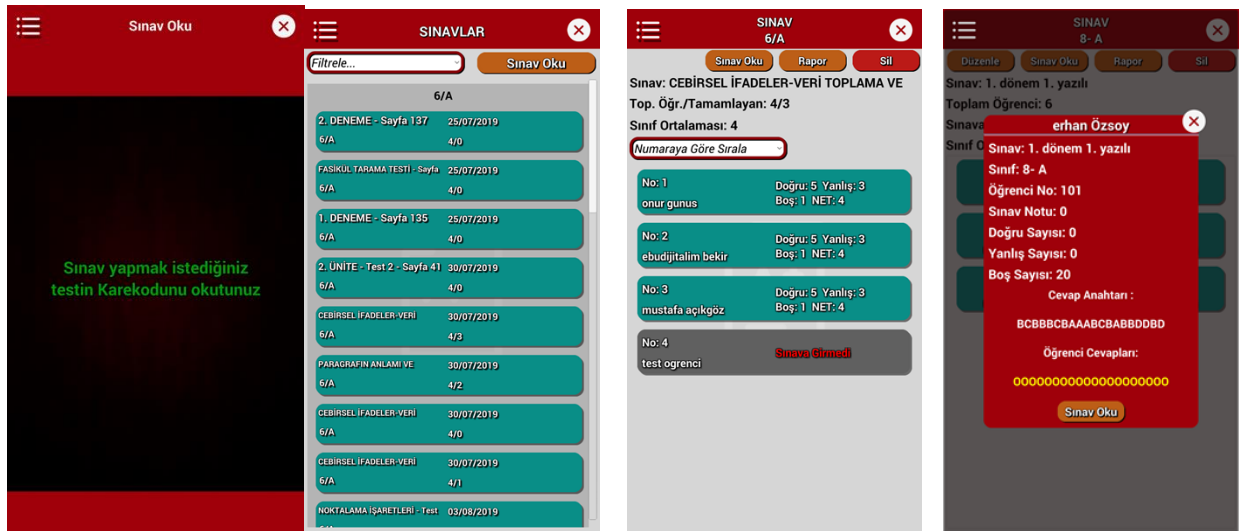 Sınav Oku
Sınav yapmak istediğiniz
testin Karekodunu okutunuz
SINAVLAR
Filtrele...
Sınav Oku
6/A
2. DENEME - Sayfa 137 25/07/2019
6/A 4/0
FASİKÜL TARAMA TESTİ - Sayfa 25/07/2019
6/A 4/0
1. DENEME - Sayfa 135 25/07/2019
6/A 4/0
2. ÜNİTE - Test 2 - Sayfa 41 30/07/2019
6/A 4/0
CEBİRSEL İFADELER-VERİ 30/07/2019
6/A 4/3
PARAGRAFIN ANLAMI VE 30/07/2019
6/A 4/2
CEBİRSEL İFADELER-VERİ 30/07/2019
6/A 4/0
CEBİRSEL İFADELER-VERİ 30/07/2019
6/A 4/1
NOKTALAMA İŞARETLERİ - Test 03/08/2019
SINAV
6/A
Sınav Oku Rapor Sil
Sınav: CEBİRSEL İFADELER-VERİ TOPLAMA VE
Top. Öğr./Tamamlayan: 4/3
Sınıf Ortalaması: 4
Numaraya Göre Sırala
No: 1 Doğru: 5 Yanlış: 3
onur gunus Boş: 1 NET: 4
No: 2 Doğru: 5 Yanlış: 3
ebudijitalim bekir Boş: 1 NET: 4
No: 3 Doğru: 5 Yanlış: 3
mustafa açıkgöz Boş: 1 NET: 4
No: 4 Sınava Girmedi
test ogrenci
SINAV
8- A
Düzenle Sınav Oku Rapor Sil
Sınav: 1. dönem 1. yazılı
Toplam Öğrenci: 6
Sınava
Sınıf O
erhan Özsoy
Sınav: 1. dönem 1. yazılı
Sınıf: 8- A
Öğrenci No: 101
Sınav Notu: 0
Doğru Sayısı: 0
Yanlış Sayısı: 0
Boş Sayısı: 20
Cevap Anahtarı :
BCBBBCBAAABCBABBDDBD
Öğrenci Cevapları:
OOOOOOOOOOOOOOOOOOOO
Sınav Oku